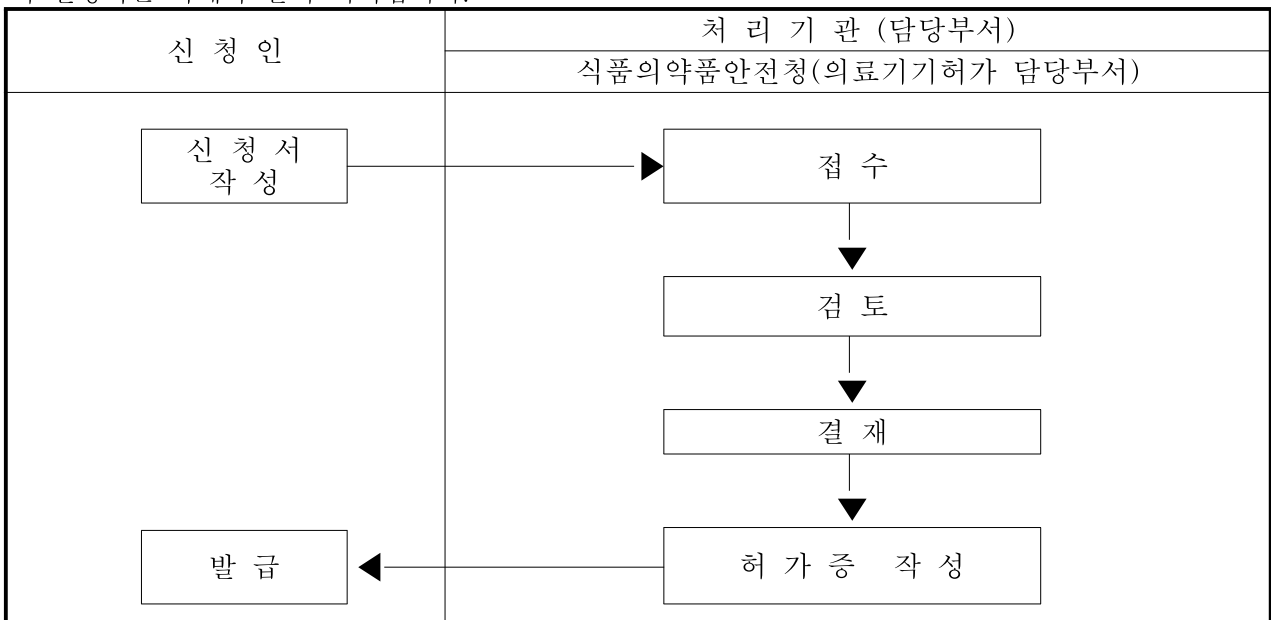 신 청 인
처 리 기 관 (담당부서)
식품의약품안전청(의료기기허가 담당부서)
신 청 서
작 성
접 수
검 토
결 재
허 가 증 작 성
발 급